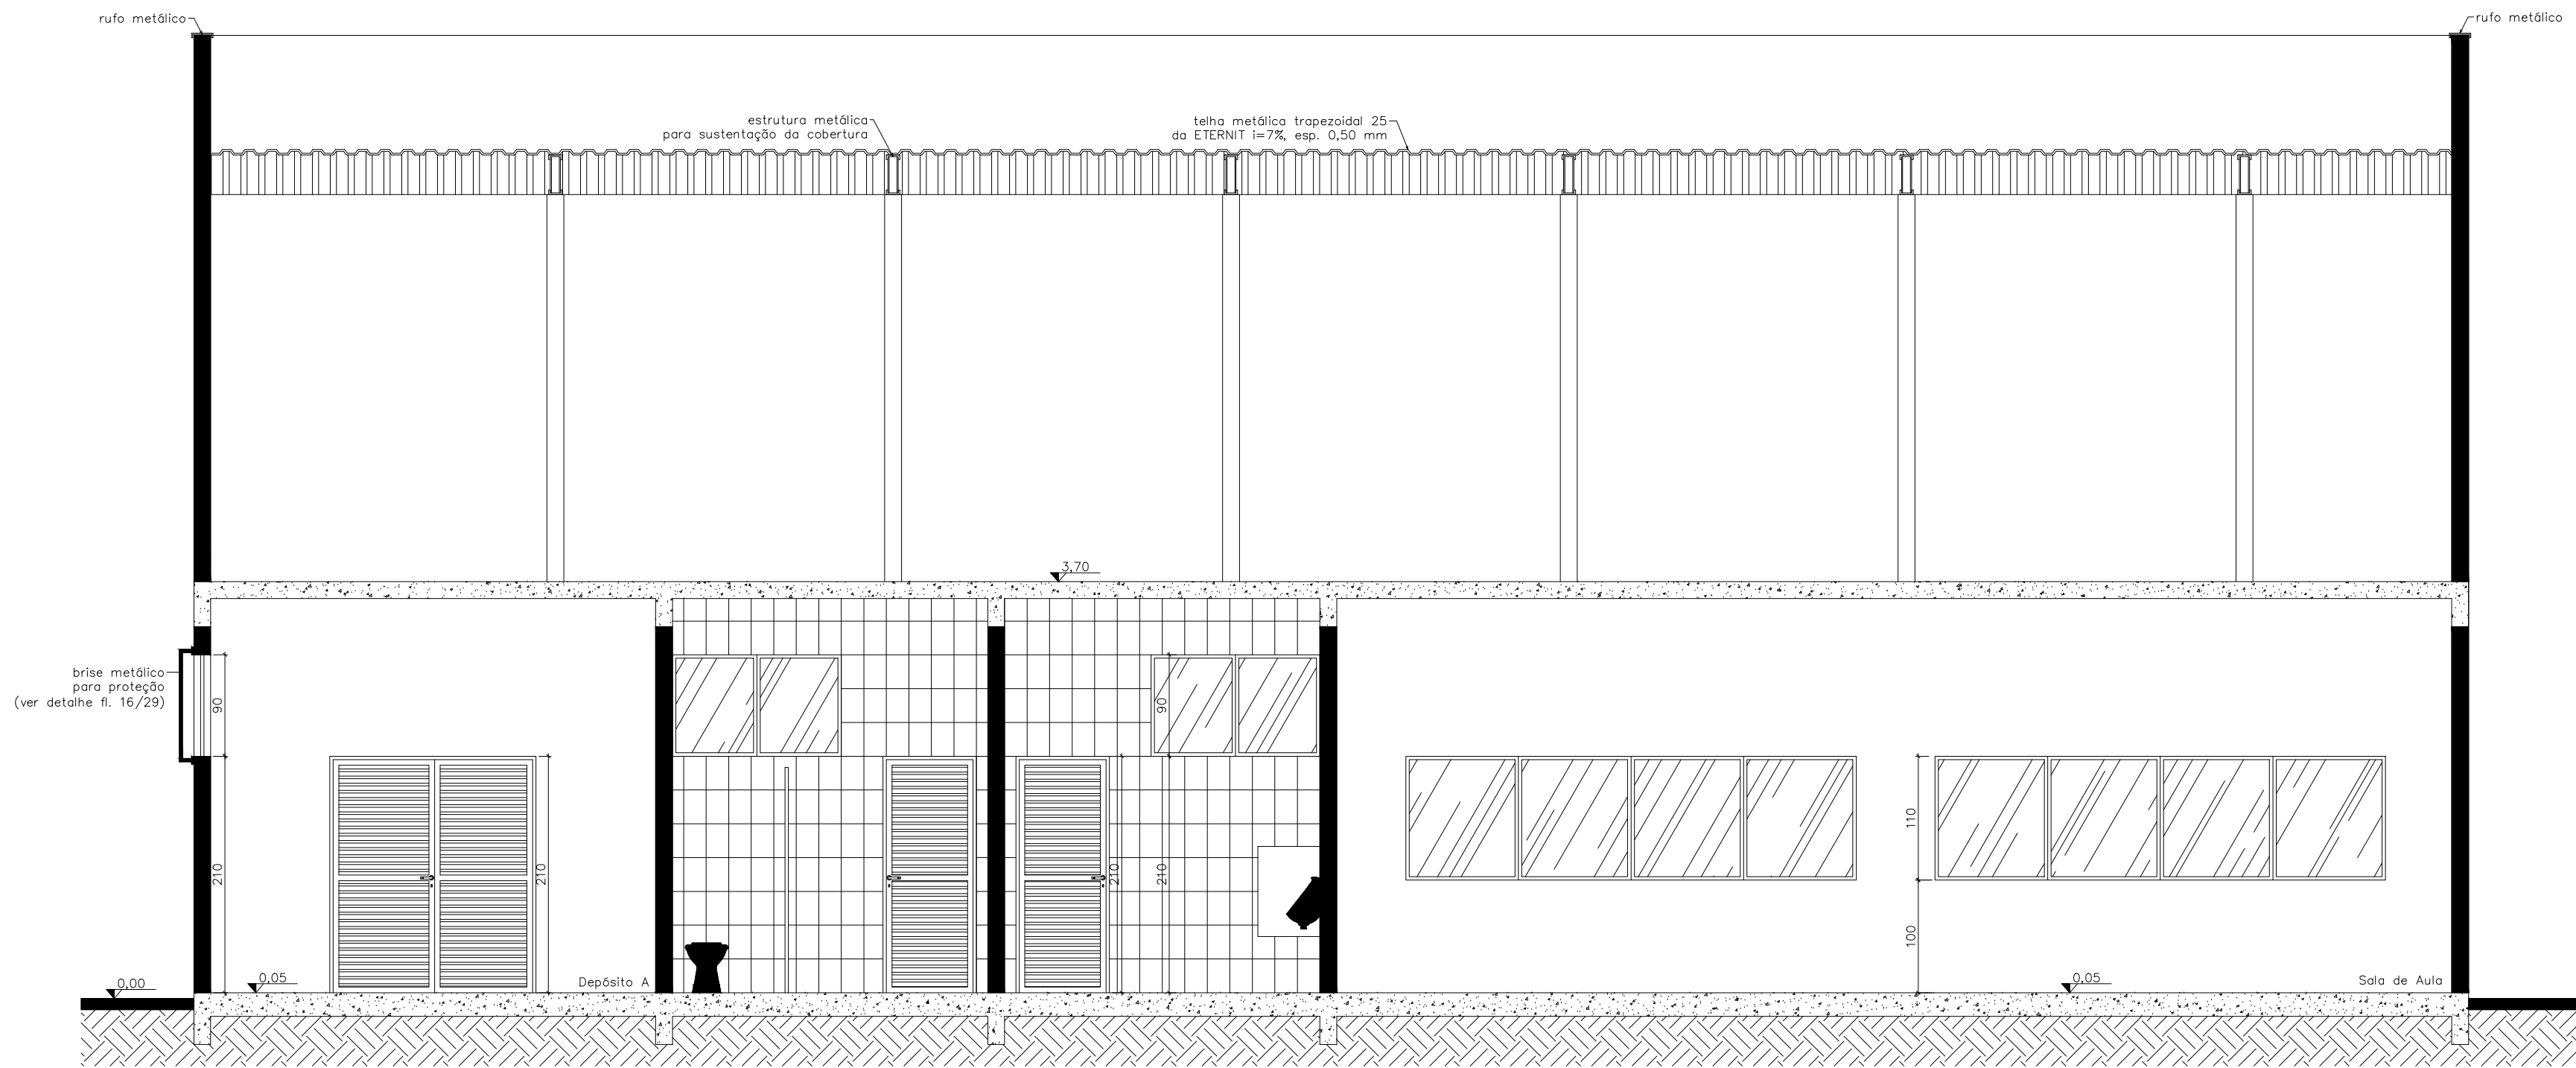 rufo metálico
rufo metálico
estrutura metálica
para sustentação da cobertura
telha metálica trapezoidal 25
da ETERNIT i=7%, esp. 0,50 mm
3,70
brise metálico
para proteção
(ver detalhe fl. 16/29)
90
90
110
210
210
210
210
100
0,00
0,05
Depósito A
0,05
Sala de Aula